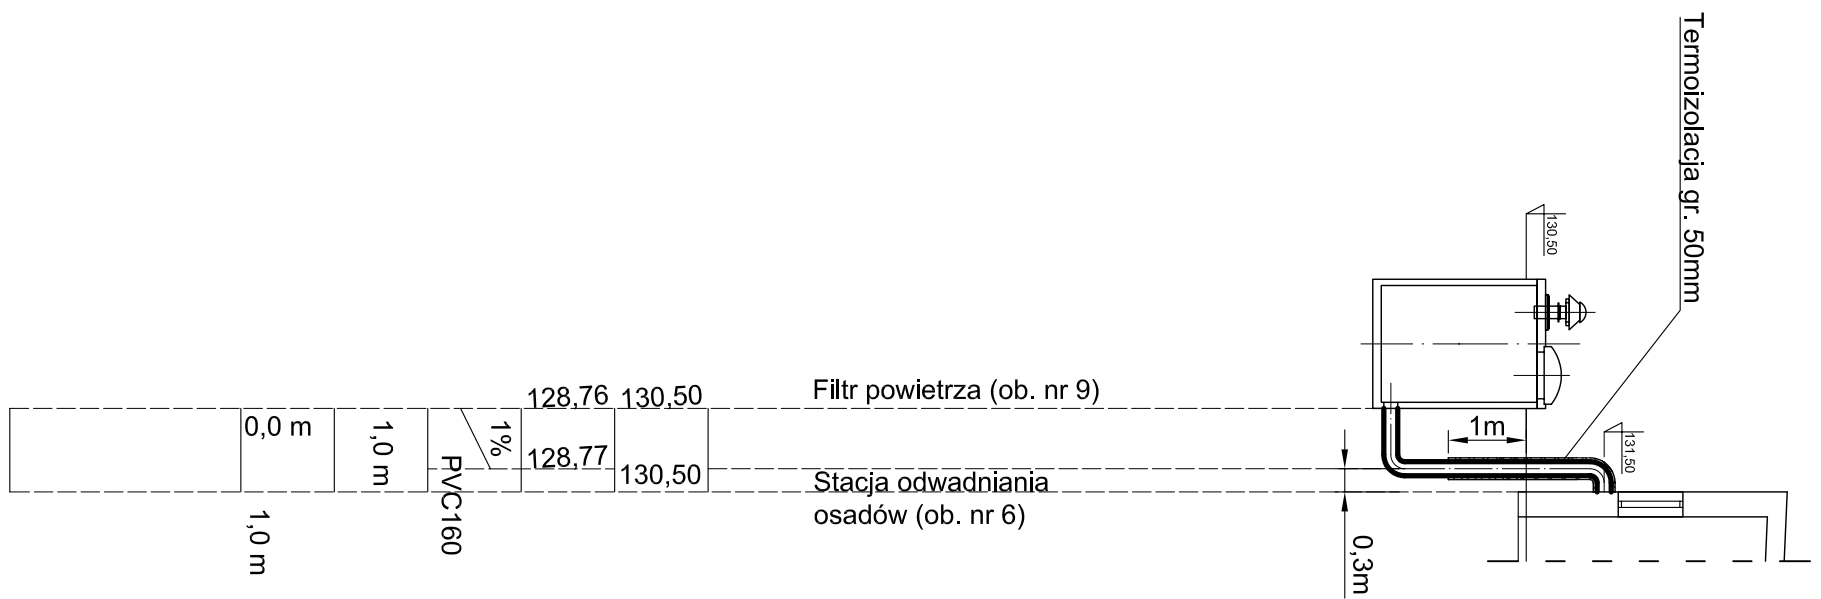 Termoizolacja gr. 50mm
130,50
128,76
130,50
Filtr powietrza (ob. nr 9)
0,0 m
1,0 m
1%
1m
131,50
128,77
PVC160
130,50
Stacja odwadniania
osadów (ob. nr 6)
1,0 m
0,3m